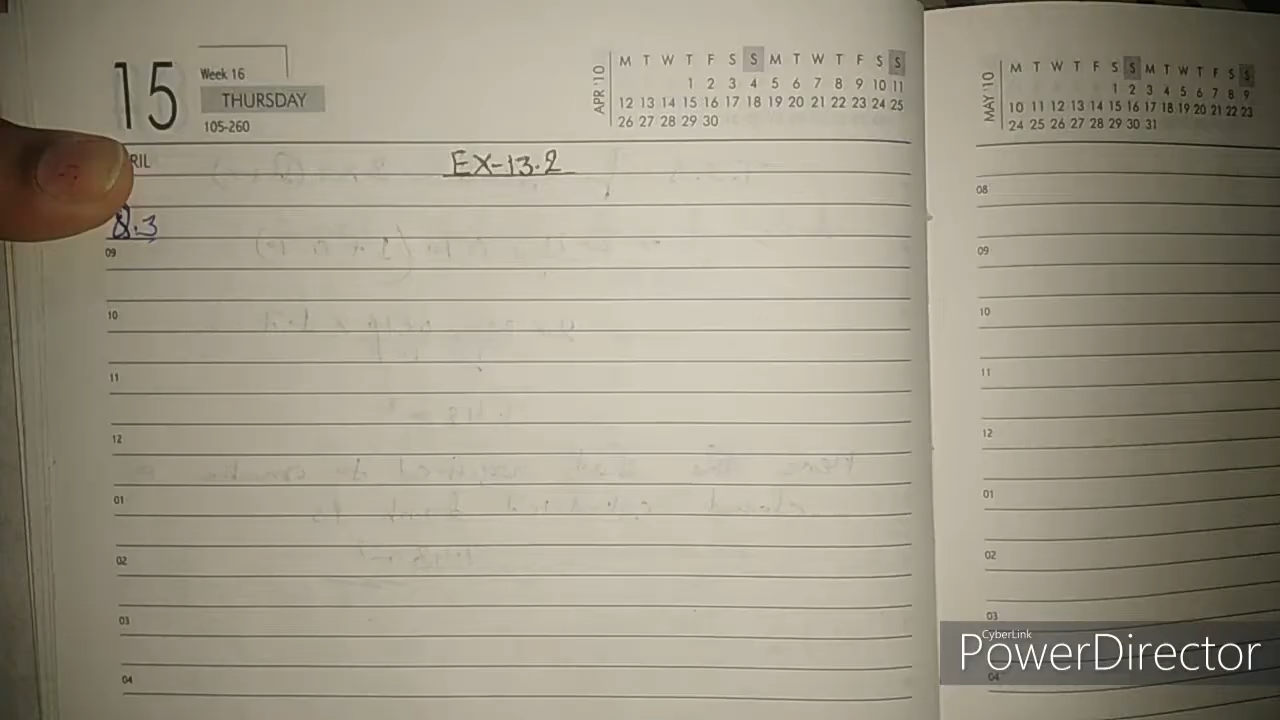 15
Week 16
THURSDAY
105-260
RIL
APR '10
M T W T F S S M T W T F S S
1 2 3 4 5 6 7 8 9 10 11
12 13 14 15 16 17 18 19 20 21 22 23 24 25
26 27 28 29 30
EX-13.2
Q.3
09
10
11
12
01
02
03
04
MAY '10
M T W T F S S M T W T F S S
1 2 3 4 5 6 7 8 9
10 11 12 13 14 15 16 17 18 19 20 21 22 23
24 25 26 27 28 29 30 31
08
09
10
11
12
01
02
03
04
CyberLink
PowerDirector